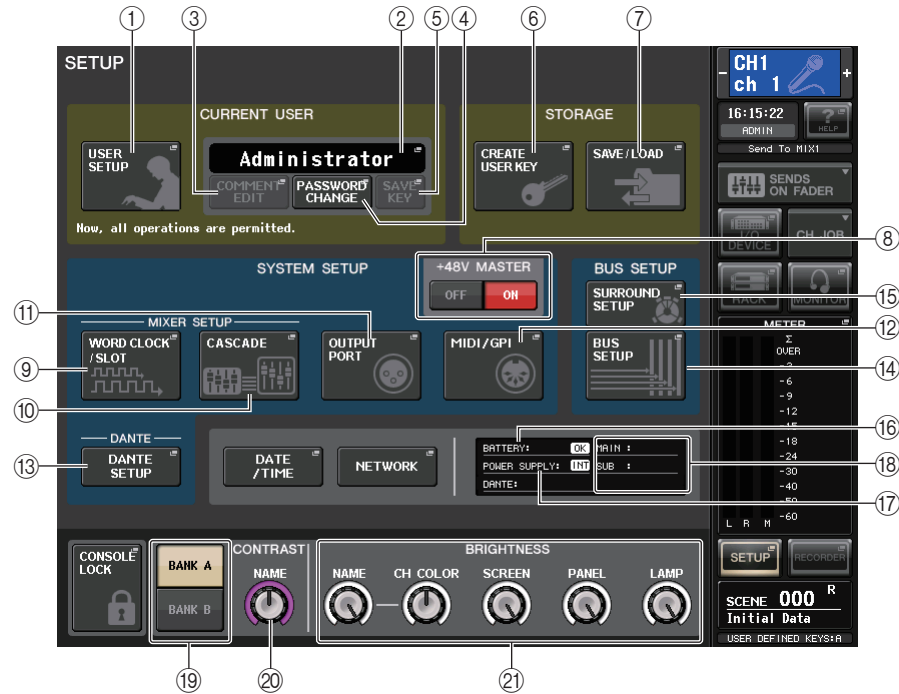 ① ③ ② ⑤ ④ ⑥ ⑦
SETUP
CURRENT USER
STORAGE
USER SETUP
Administrator
COMMENT EDIT
PASSWORD CHANGE
SAVE KEY
CREATE USER KEY
SAVE/LOAD
Now, all operations are permitted.
SYSTEM SETUP
+48V MASTER
OFF
ON
BUS SETUP
⑧
⑪
MIXER SETUP
WORD CLOCK /SLOT
CASCADE
OUTPUT PORT
MIDI/GPI
SURROUND SETUP
BUS SETUP
⑮
⑫
⑨
⑩
⑭
DANTE
DANTE SETUP
⑬
DATE /TIME
NETWORK
BATTERY: OK
POWER SUPPLY: INT
DANTE:
MAIN :
SUB :
⑯
⑱
⑰
CONSOLE LOCK
BANK A
BANK B
CONTRAST
NAME
BRIGHTNESS
NAME
CH COLOR
SCREEN
PANEL
LAMP
⑲ ⑳ ㉑
- CH1 +
ch 1
16:15:22
ADMIN
? HELP
Send To MIX1
SENDS ON FADER
I/O DEVICE
CH JOB
RACK
MONITOR
METER
Σ
OVER
-3
-6
-9
-12
-15
-18
-24
-30
-40
-50
-60
L R M
SETUP
RECORDER
SCENE 000 R
Initial Data
USER DEFINED KEYS:A